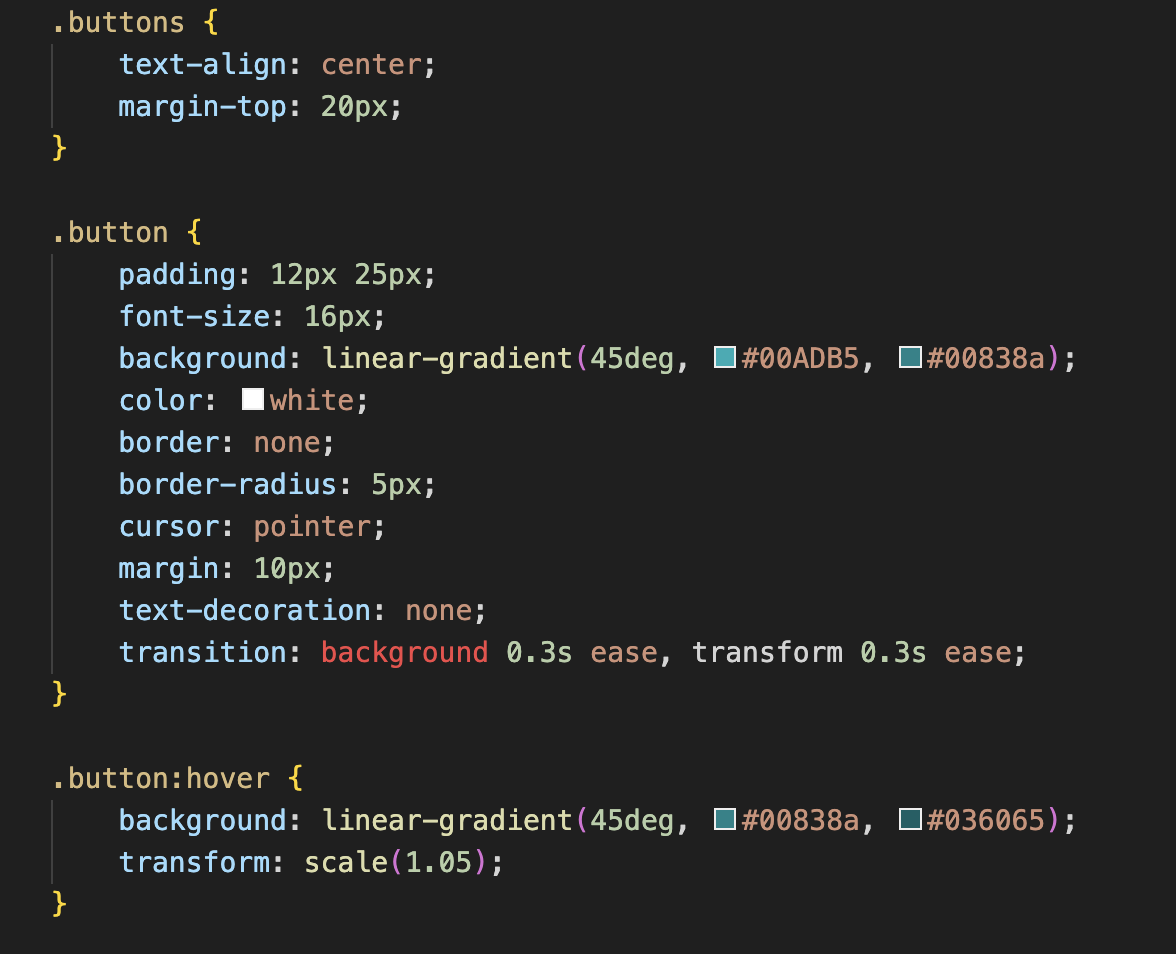 .buttons {
    text-align: center;
    margin-top: 20px;
}

.button {
    padding: 12px 25px;
    font-size: 16px;
    background: linear-gradient(45deg, #00ADB5, #00838a);
    color: white;
    border: none;
    border-radius: 5px;
    cursor: pointer;
    margin: 10px;
    text-decoration: none;
    transition: background 0.3s ease, transform 0.3s ease;
}

.button:hover {
    background: linear-gradient(45deg, #00838a, #036065);
    transform: scale(1.05);
}